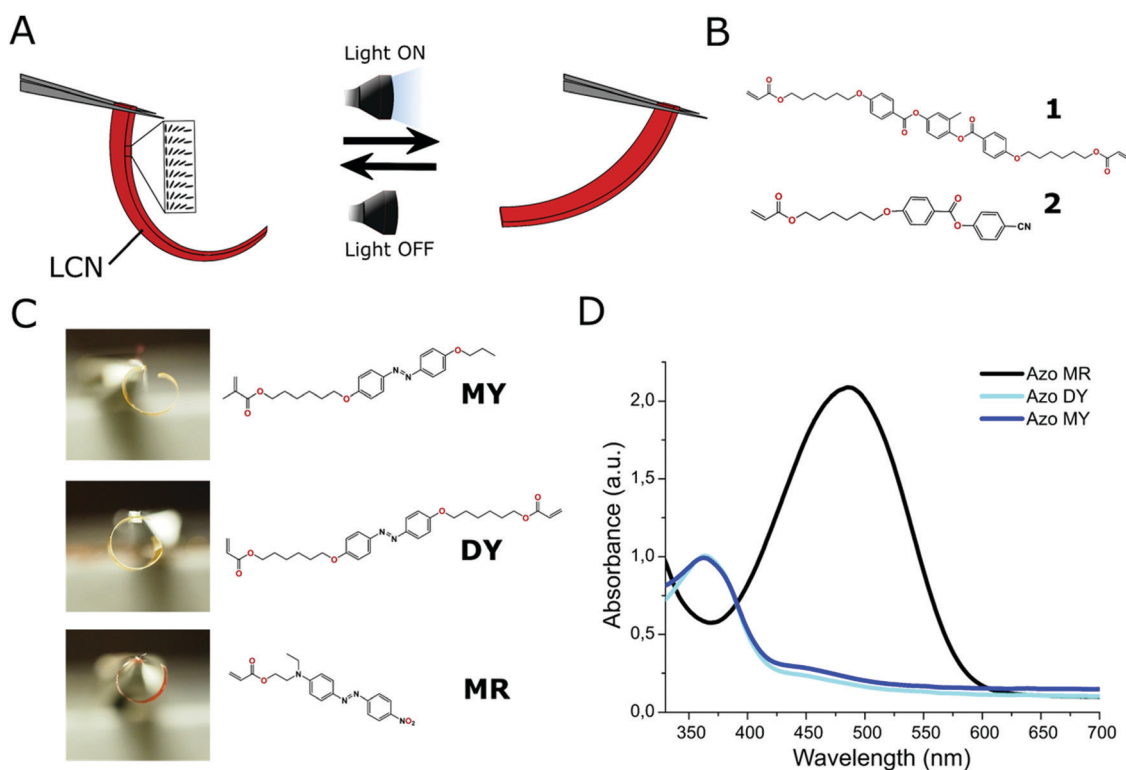 A
Light ON
Light OFF
LCN
B
O
O
O
O
O
O
O
O
O
O
1
O
O
O
O
O
CN
2
C
O
O
O
N
N
O
MY
O
O
O
N
N
O
O
O
DY
O
O
N
N
N
NO₂
MR
D
Azo MR
Azo DY
Azo MY
Absorbance (a.u.)
2,0
1,5
1,0
0,5
0,0
350 400 450 500 550 600 650 700
Wavelength (nm)